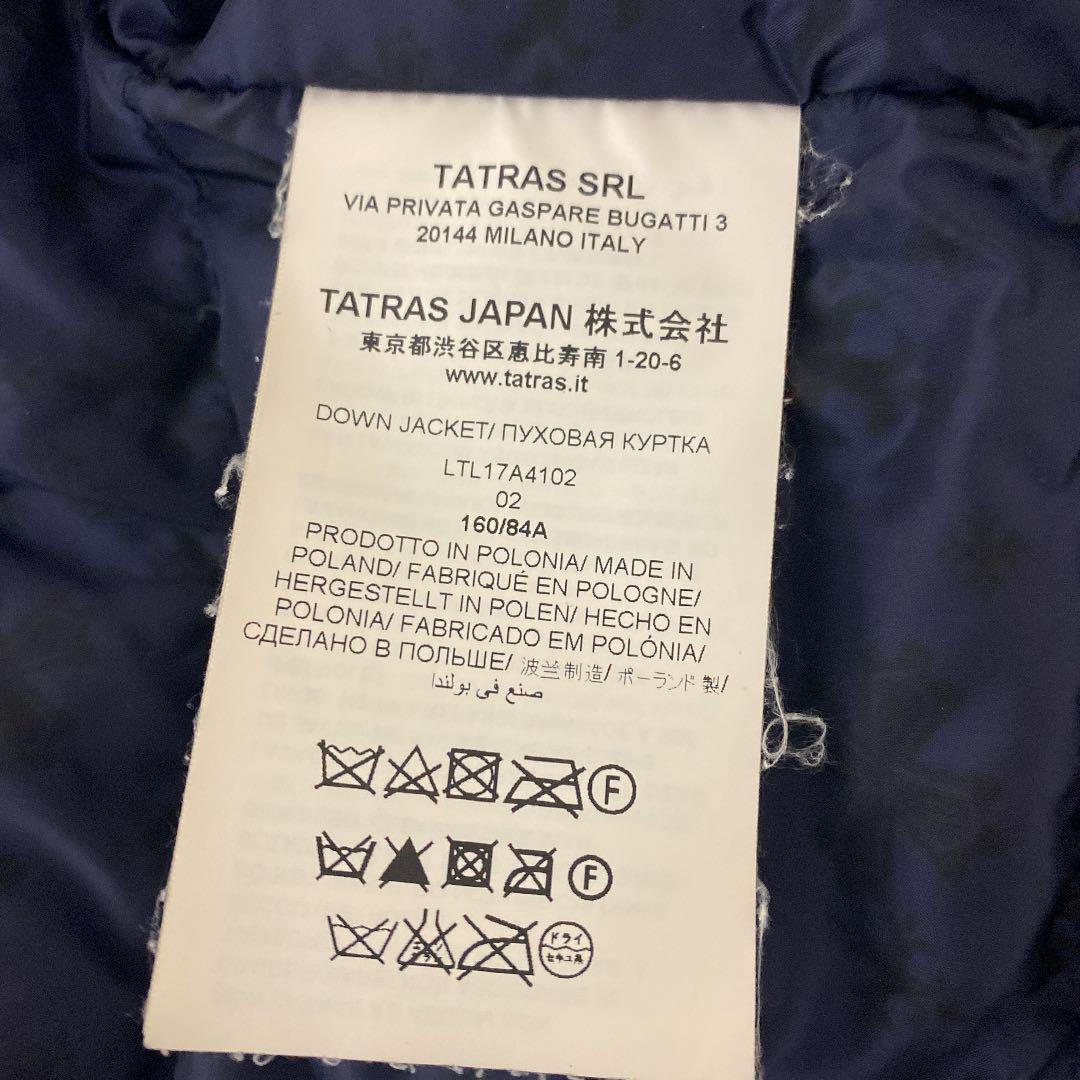 TATRAS SRL
VIA PRIVATA GASPARE BUGATTI 3
20144 MILANO ITALY
TATRAS JAPAN 株式会社
東京都渋谷区恵比寿南 1-20-6
www.tatras.it
DOWN JACKET/ ПУХОВАЯ КУРТКА
LTL17A4102
02
160/84A
PRODOTTO IN POLONIA/ MADE IN
POLAND/ FABRIQUÉ EN POLOGNE/
HERGESTELLT IN POLEN/ HECHO EN
POLONIA/ FABRICADO EM POLÓNIA/
СДЕЛАНО В ПОЛЬШЕ/ 波兰制造/ ポーランド 製/
صنع في بولندا
F
F
ドライ
セキユ系